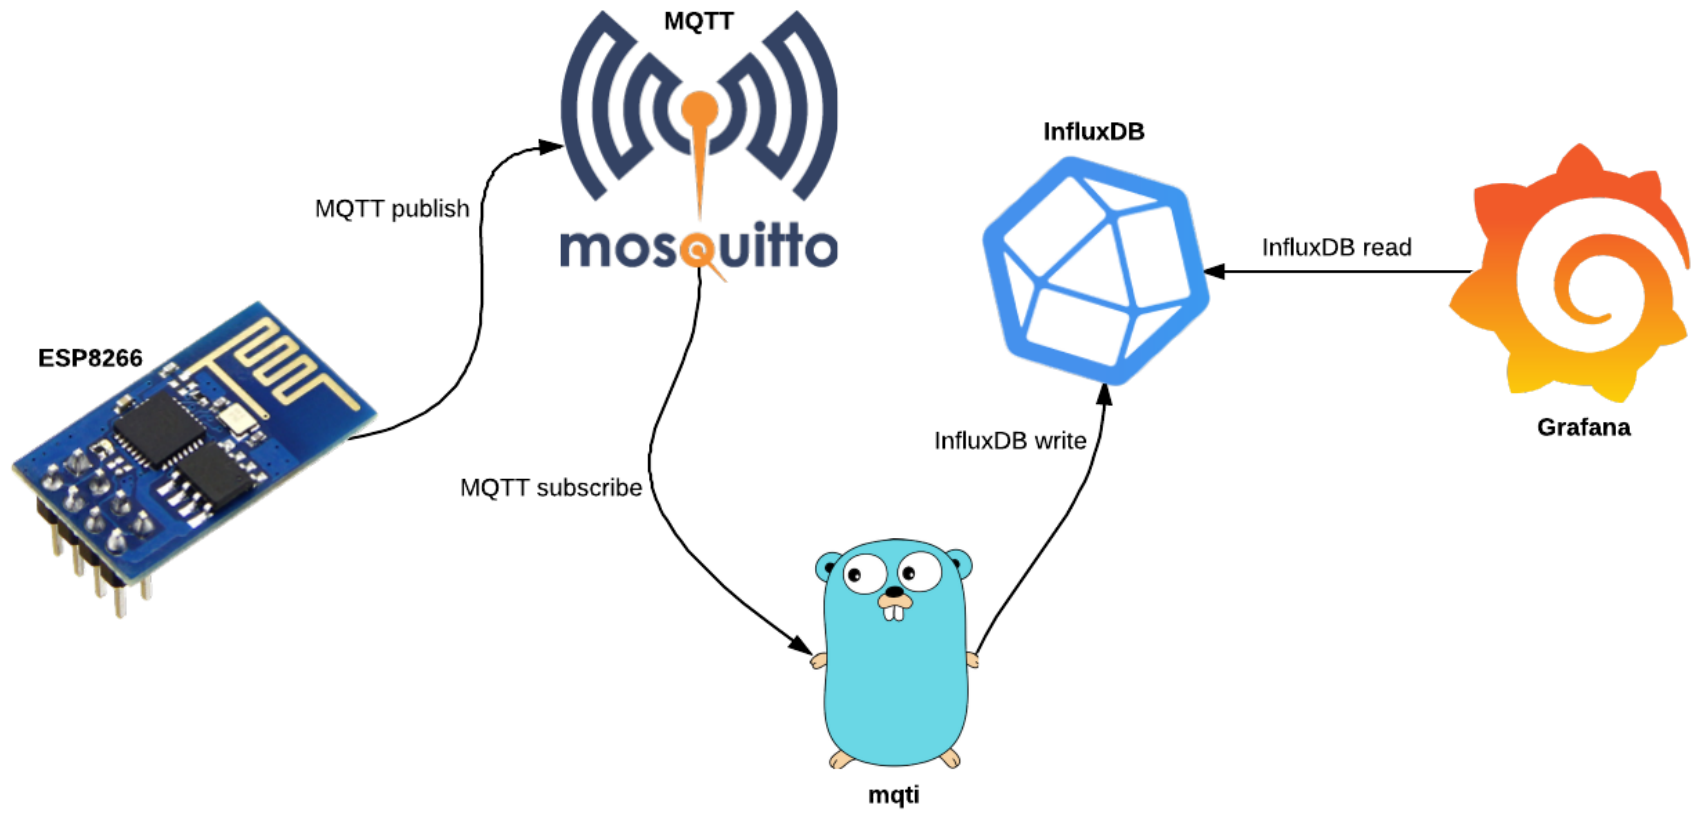 MQTT
mosquitto
InfluxDB
MQTT publish
InfluxDB read
ESP8266
Grafana
InfluxDB write
MQTT subscribe
mqti